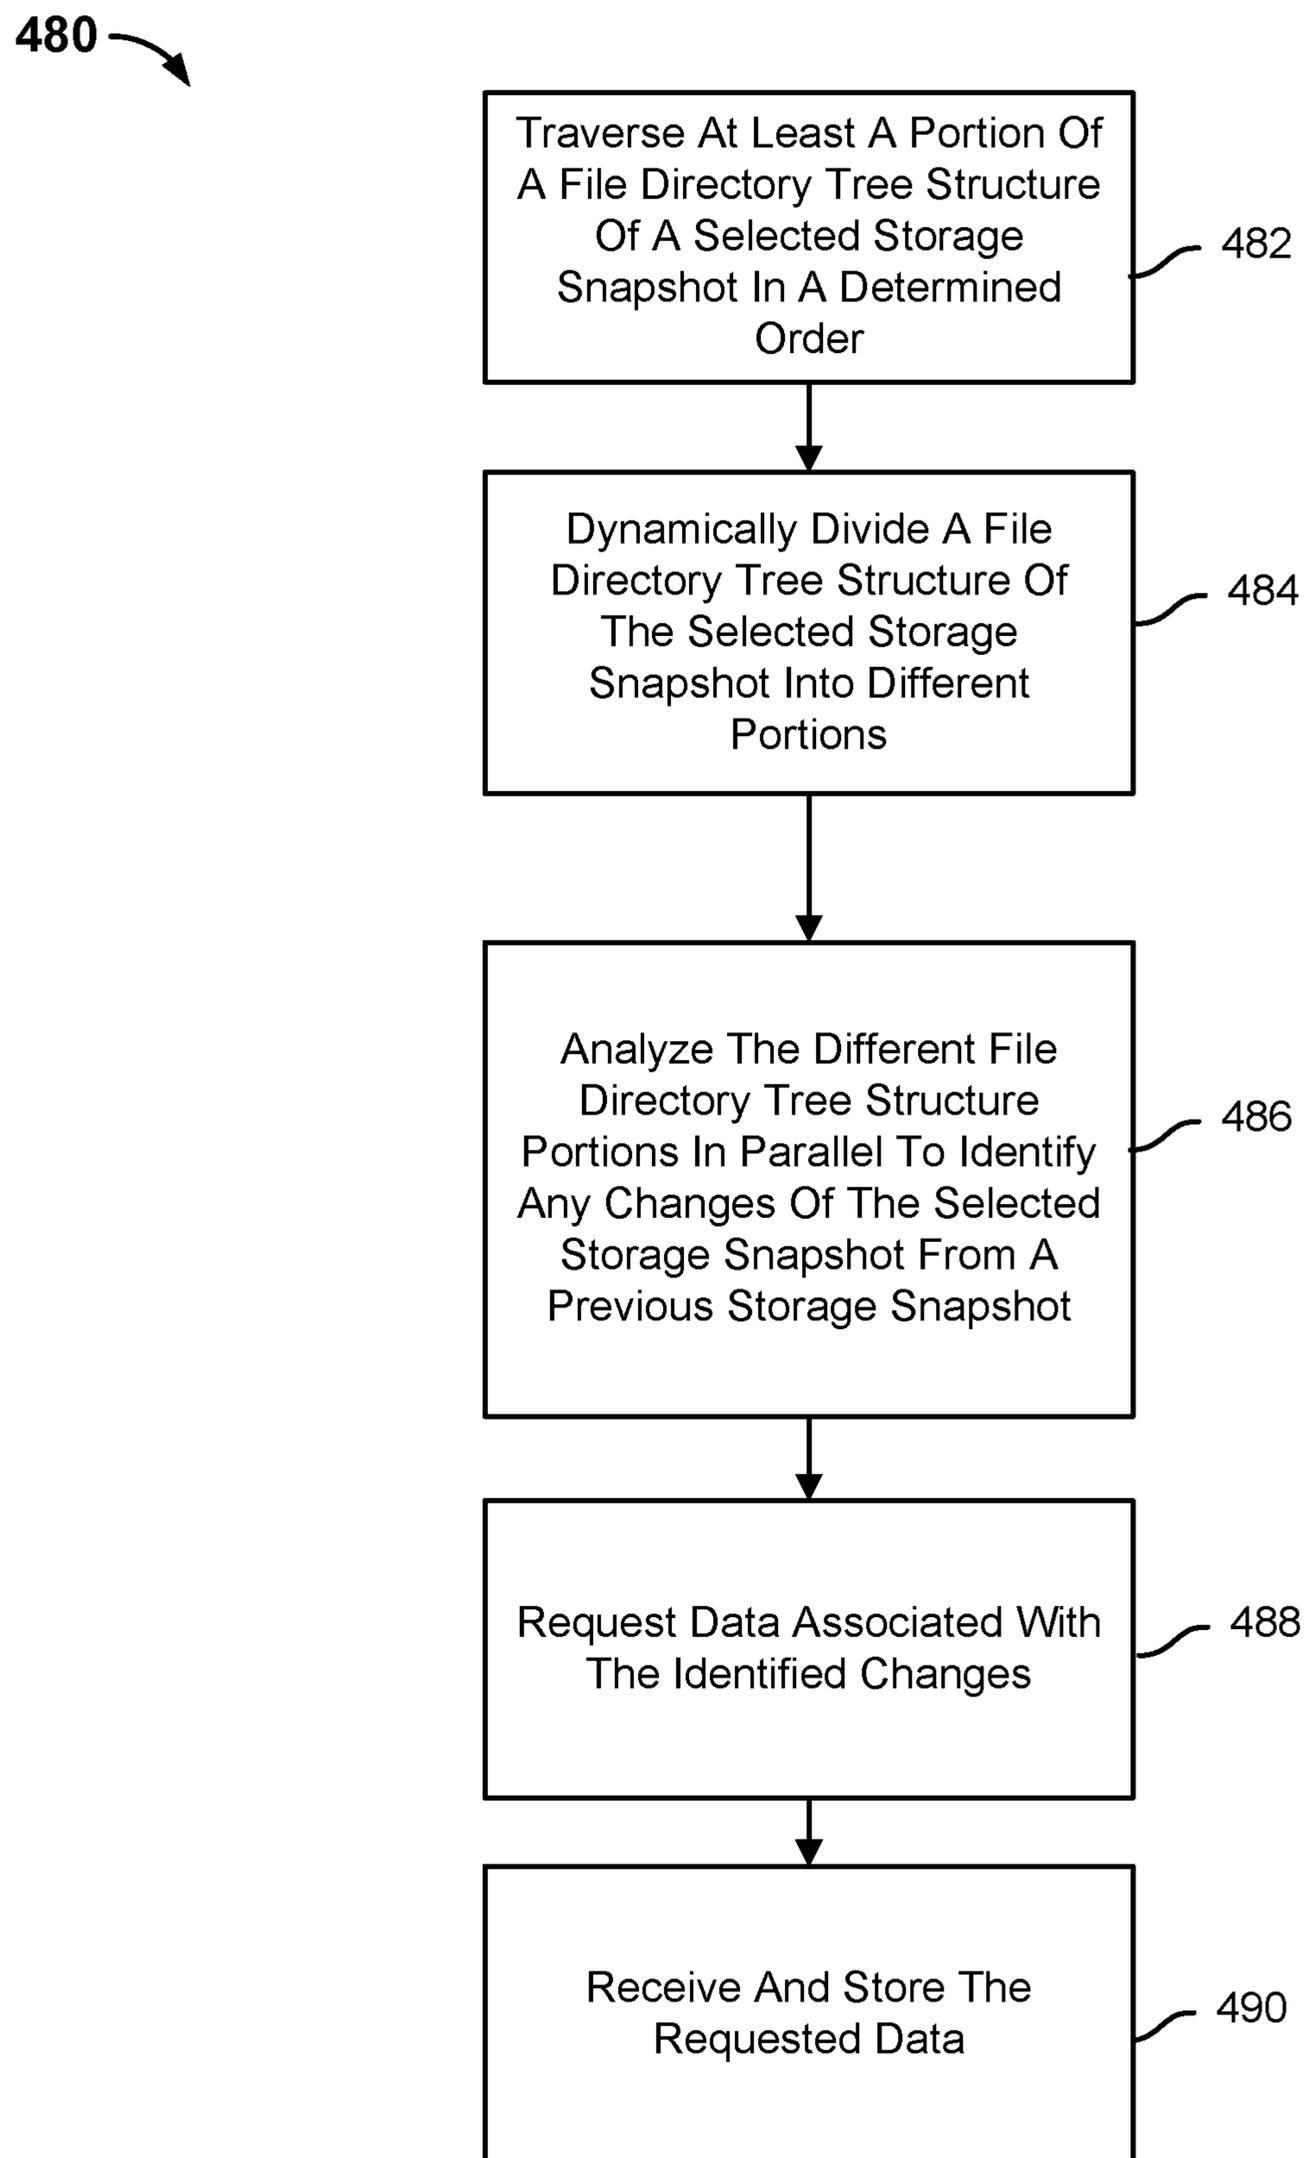 480
Traverse At Least A Portion Of
A File Directory Tree Structure
Of A Selected Storage
Snapshot In A Determined
Order
482
Dynamically Divide A File
Directory Tree Structure Of
The Selected Storage
Snapshot Into Different
Portions
484
Analyze The Different File
Directory Tree Structure
Portions In Parallel To Identify
Any Changes Of The Selected
Storage Snapshot From A
Previous Storage Snapshot
486
Request Data Associated With
The Identified Changes
488
Receive And Store The
Requested Data
490